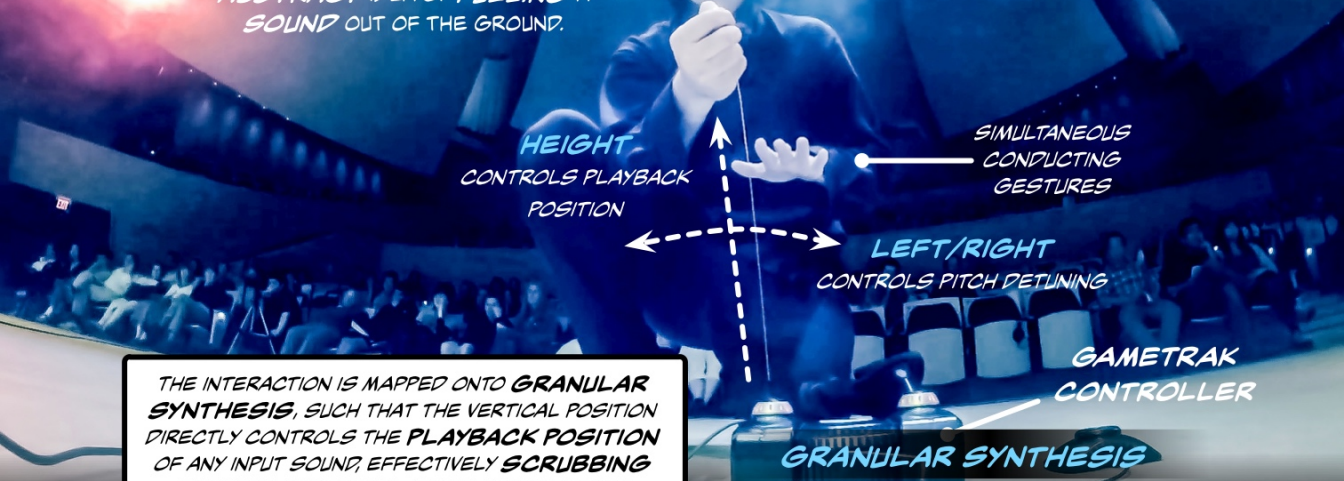 SOUND OUT OF THE GROUND.
HEIGHT
CONTROLS PLAYBACK
POSITION
SIMULTANEOUS
CONDUCTING
GESTURES
LEFT/RIGHT
CONTROLS PITCH DETUNING
GAMETRAK
CONTROLLER
THE INTERACTION IS MAPPED ONTO GRANULAR
SYNTHESIS, SUCH THAT THE VERTICAL POSITION
DIRECTLY CONTROLS THE PLAYBACK POSITION
OF ANY INPUT SOUND, EFFECTIVELY SCRUBBING
GRANULAR SYNTHESIS